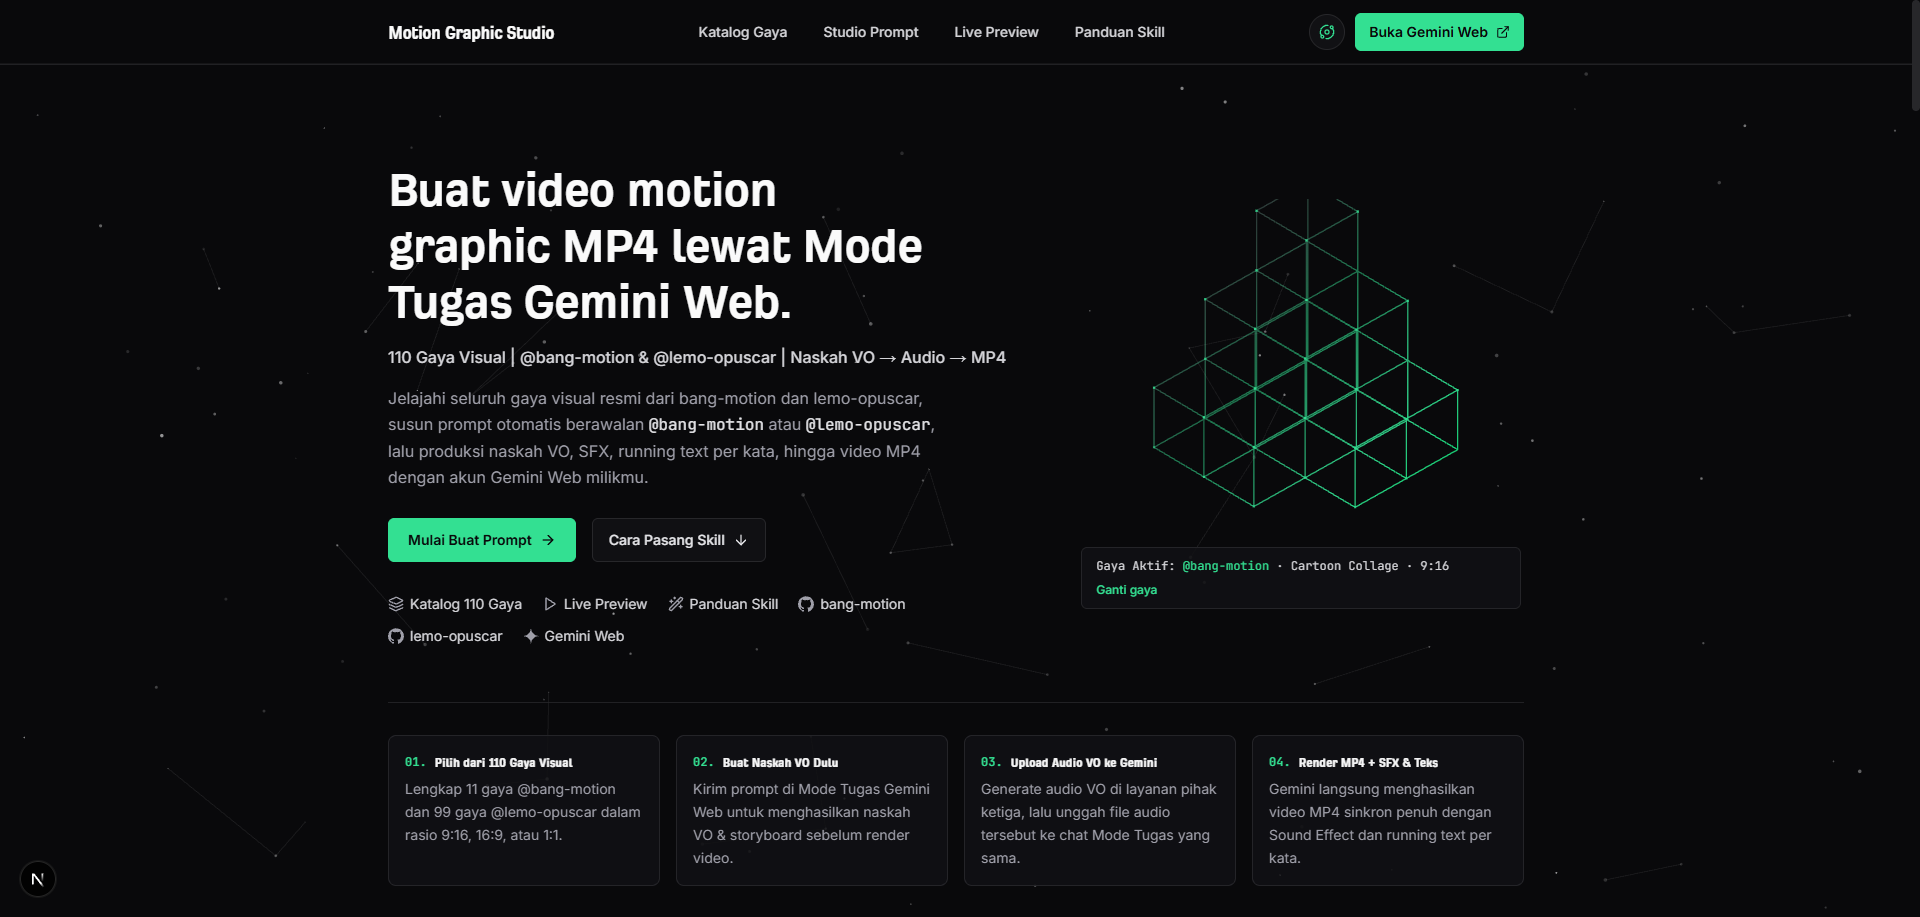 Motion Graphic Studio
Katalog Gaya
Studio Prompt
Live Preview
Panduan Skill
Buka Gemini Web
Buat video motion
graphic MP4 lewat Mode
Tugas Gemini Web.
110 Gaya Visual | @bang-motion & @lemo-opuscar | Naskah VO → Audio → MP4
Jelajahi seluruh gaya visual resmi dari bang-motion dan lemo-opuscar,
susun prompt otomatis berawalan @bang-motion atau @lemo-opuscar,
lalu produksi naskah VO, SFX, running text per kata, hingga video MP4
dengan akun Gemini Web milikmu.
Mulai Buat Prompt →
Cara Pasang Skill ↓
Katalog 110 Gaya
Live Preview
Panduan Skill
bang-motion
lemo-opuscar
Gemini Web
Gaya Aktif: @bang-motion · Cartoon Collage · 9:16
Ganti gaya
01. Pilih dari 110 Gaya Visual
Lengkap 11 gaya @bang-motion
dan 99 gaya @lemo-opuscar dalam
rasio 9:16, 16:9, atau 1:1.
02. Buat Naskah VO Dulu
Kirim prompt di Mode Tugas Gemini
Web untuk menghasilkan naskah
VO & storyboard sebelum render
video.
03. Upload Audio VO ke Gemini
Generate audio VO di layanan pihak
ketiga, lalu unggah file audio
tersebut ke chat Mode Tugas yang
sama.
04. Render MP4 + SFX & Teks
Gemini langsung menghasilkan
video MP4 sinkron penuh dengan
Sound Effect dan running text per
kata.
N